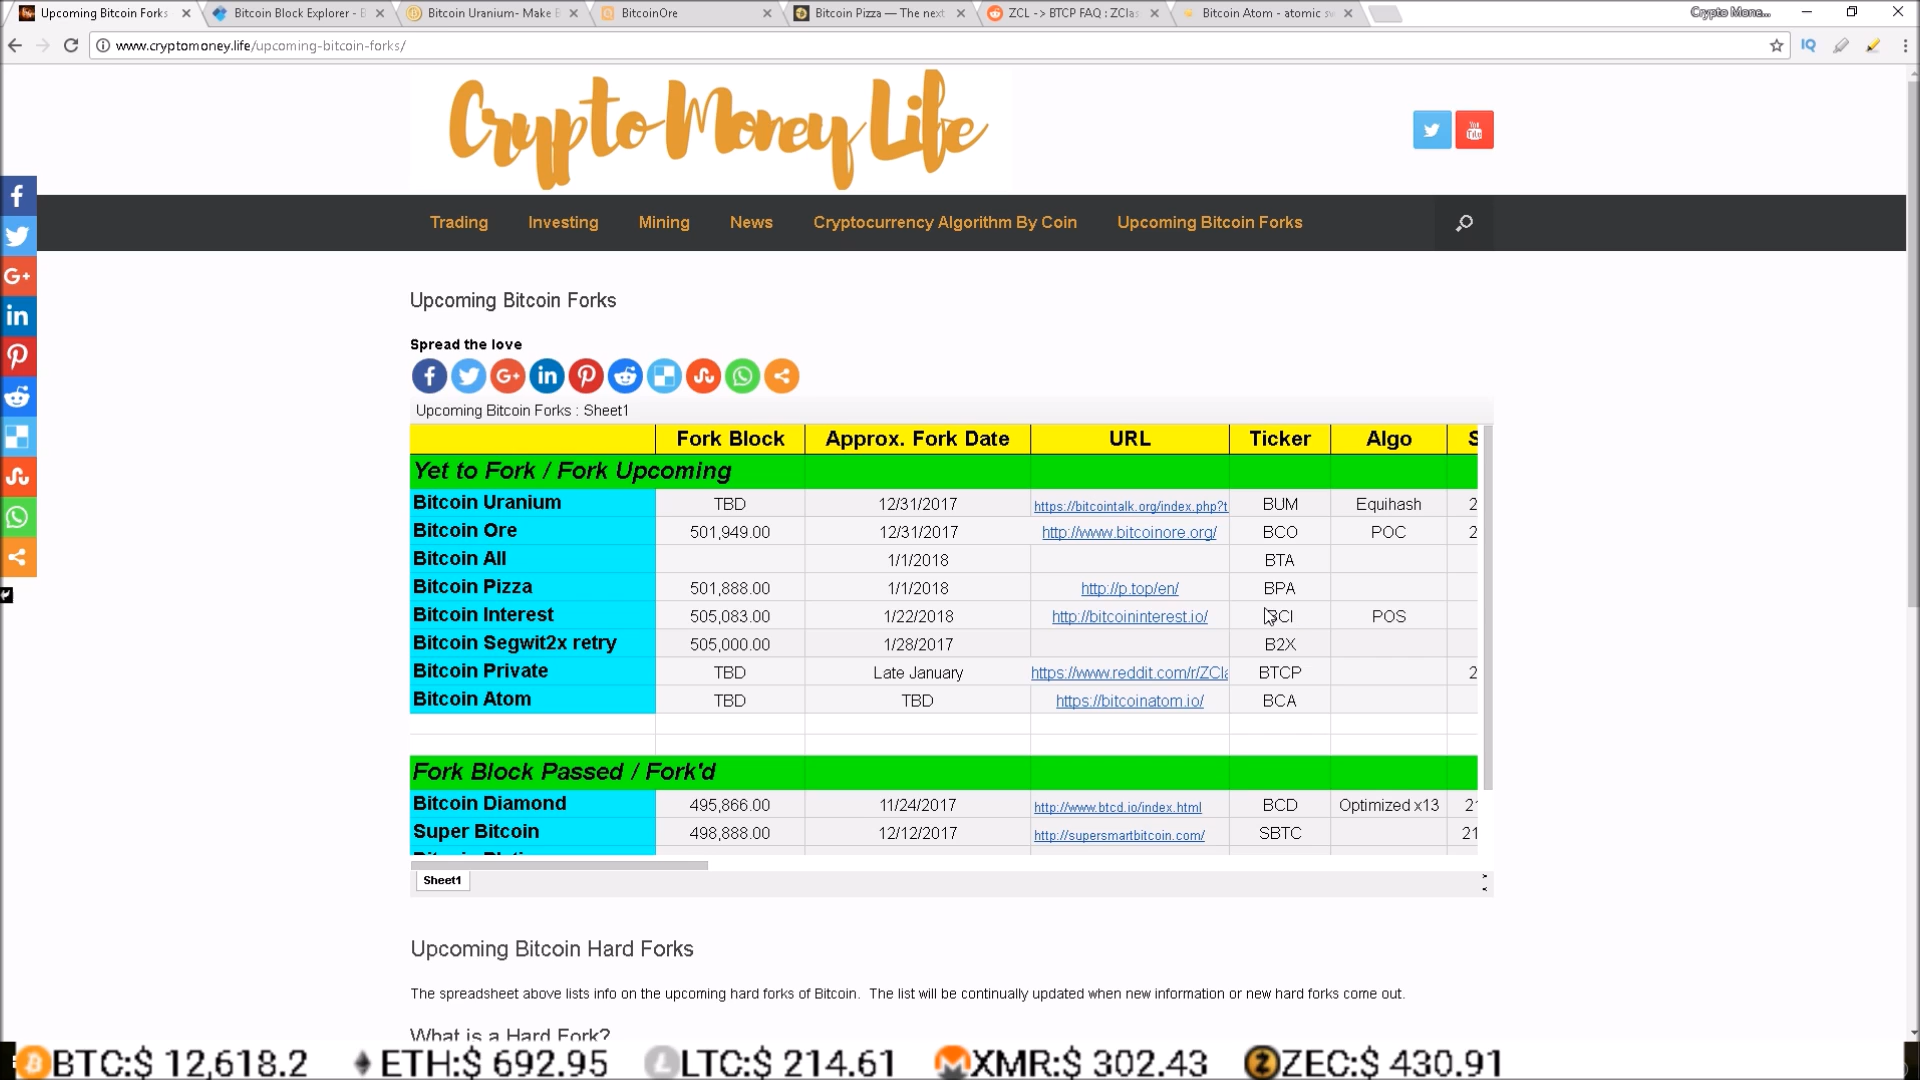 Upcoming Bitcoin Forks
Bitcoin Block Explorer - B
Bitcoin Uranium- Make B
BitcoinOre
Bitcoin Pizza — The next
ZCL -> BTCP FAQ : ZClas
Bitcoin Atom - atomic sw
Crypto Mone...
www.cryptomoney.life/upcoming-bitcoin-forks/
Crypto Money Life
Trading Investing Mining News Cryptocurrency Algorithm By Coin Upcoming Bitcoin Forks
Upcoming Bitcoin Forks
Spread the love
Upcoming Bitcoin Forks : Sheet1
Fork Block Approx. Fork Date URL Ticker Algo S
Yet to Fork / Fork Upcoming
Bitcoin Uranium TBD 12/31/2017 https://bitcointalk.org/index.php?t BUM Equihash 2
Bitcoin Ore 501,949.00 12/31/2017 http://www.bitcoinore.org/ BCO POC 2
Bitcoin All 1/1/2018 BTA
Bitcoin Pizza 501,888.00 1/1/2018 http://p.top/en/ BPA
Bitcoin Interest 505,083.00 1/22/2018 http://bitcoininterest.io/ BCI POS
Bitcoin Segwit2x retry 505,000.00 1/28/2017 B2X
Bitcoin Private TBD Late January https://www.reddit.com/r/ZCla BTCP 2
Bitcoin Atom TBD TBD https://bitcoinatom.io/ BCA
Fork Block Passed / Fork'd
Bitcoin Diamond 495,866.00 11/24/2017 http://www.btcd.io/index.html BCD Optimized x13 21
Super Bitcoin 498,888.00 12/12/2017 http://supersmartbitcoin.com/ SBTC 21
Sheet1
Upcoming Bitcoin Hard Forks
The spreadsheet above lists info on the upcoming hard forks of Bitcoin. The list will be continually updated when new information or new hard forks come out.
What is a Hard Fork?
BTC:$ 12,618.2 ETH:$ 692.95 LTC:$ 214.61 XMR:$ 302.43 ZEC:$ 430.91